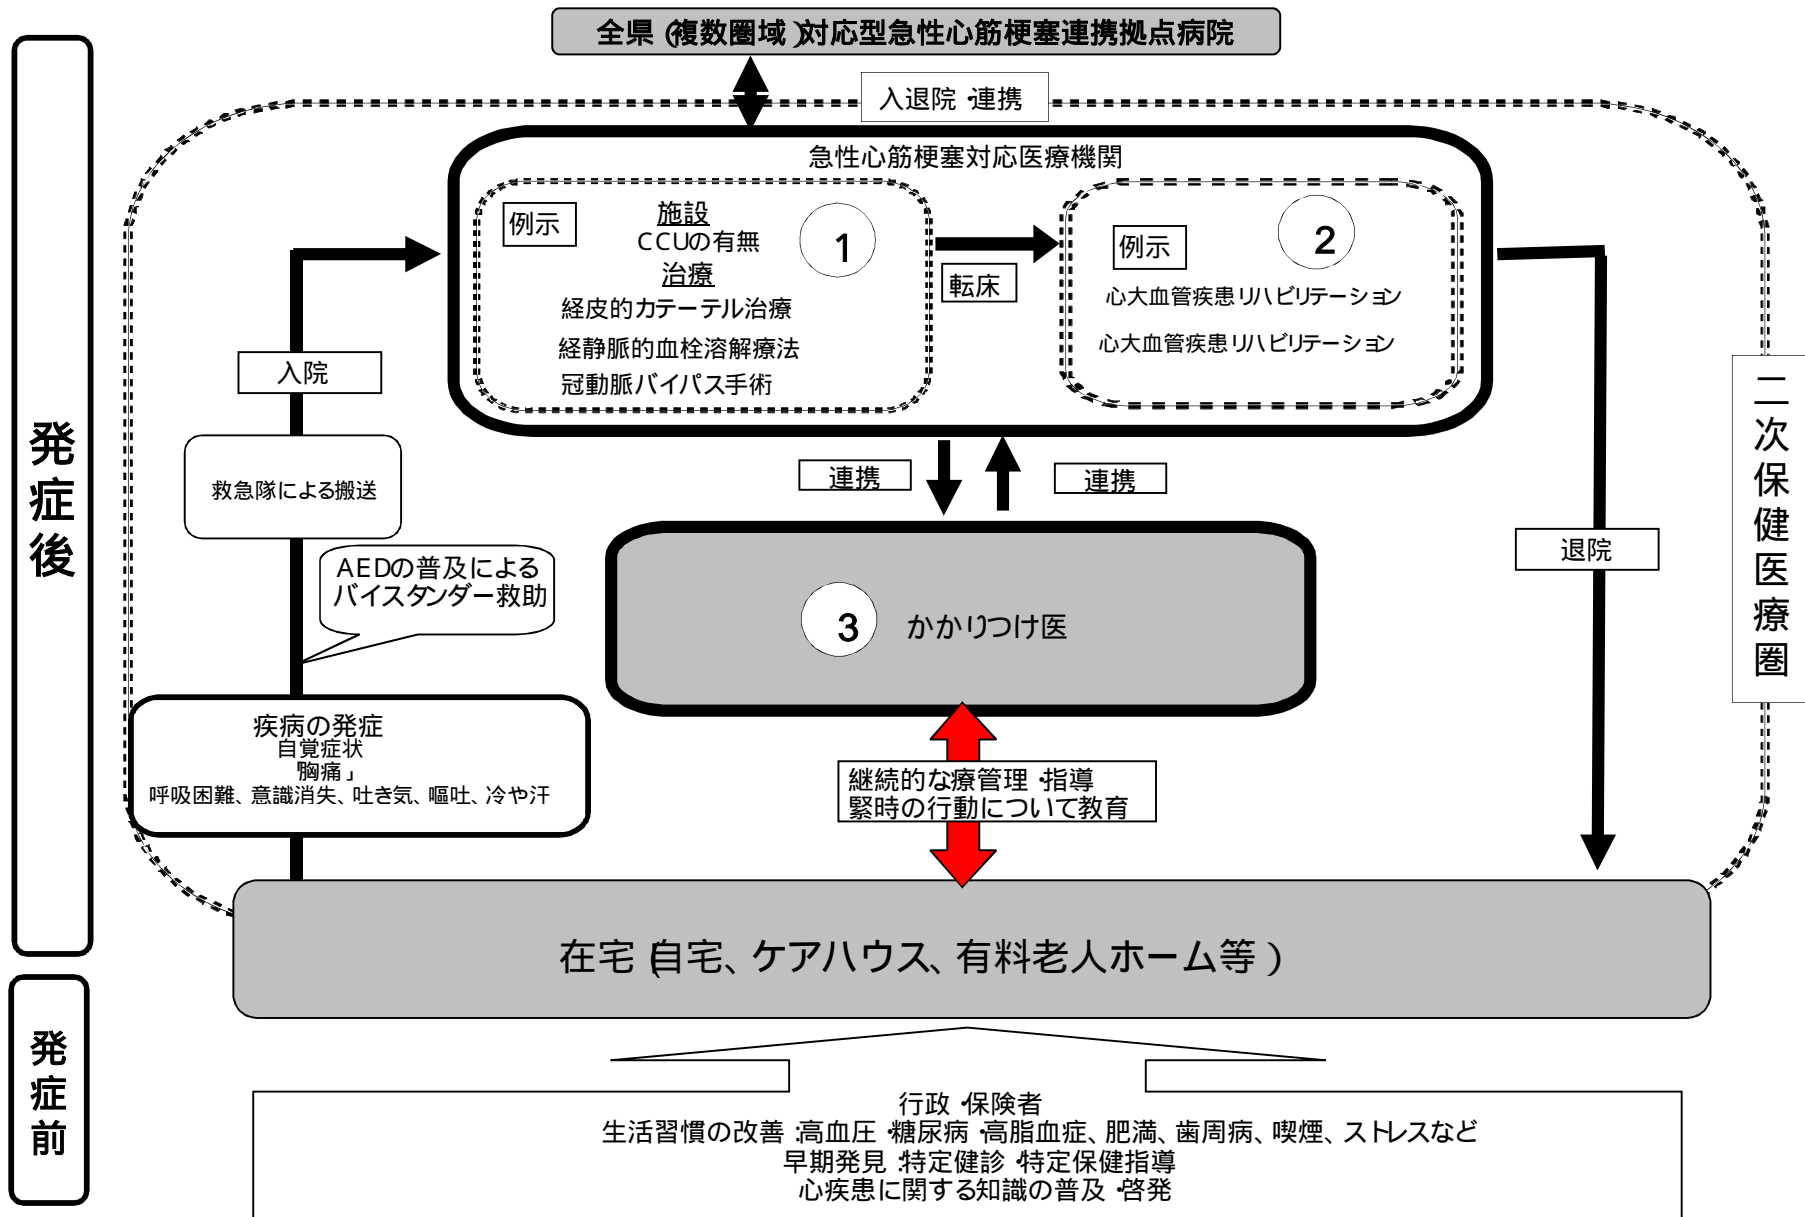 全県(複数圏域)対応型急性心筋梗塞連携拠点病院
入退院・連携
急性心筋梗塞対応医療機関
例示
施設
CCUの有無
治療
経皮的カテーテル治療
経静脈的血栓溶解療法
冠動脈バイパス手術
1
転床
例示
2
心大血管疾患リハビリテーション
心大血管疾患リハビリテーション
入院
救急隊による搬送
AEDの普及による
バイスタンダー救助
連携
連携
3
かかりつけ医
退院
二次保健医療圏
疾病の発症
自覚症状
「胸痛」
呼吸困難、意識消失、吐き気、嘔吐、冷や汗
継続的な療管理・指導
緊時の行動について教育
発症後
在宅(自宅、ケアハウス、有料老人ホーム等)
発症前
行政・保険者
生活習慣の改善:高血圧・糖尿病・高脂血症、肥満、歯周病、喫煙、ストレスなど
早期発見:特定健診・特定保健指導
心疾患に関する知識の普及・啓発